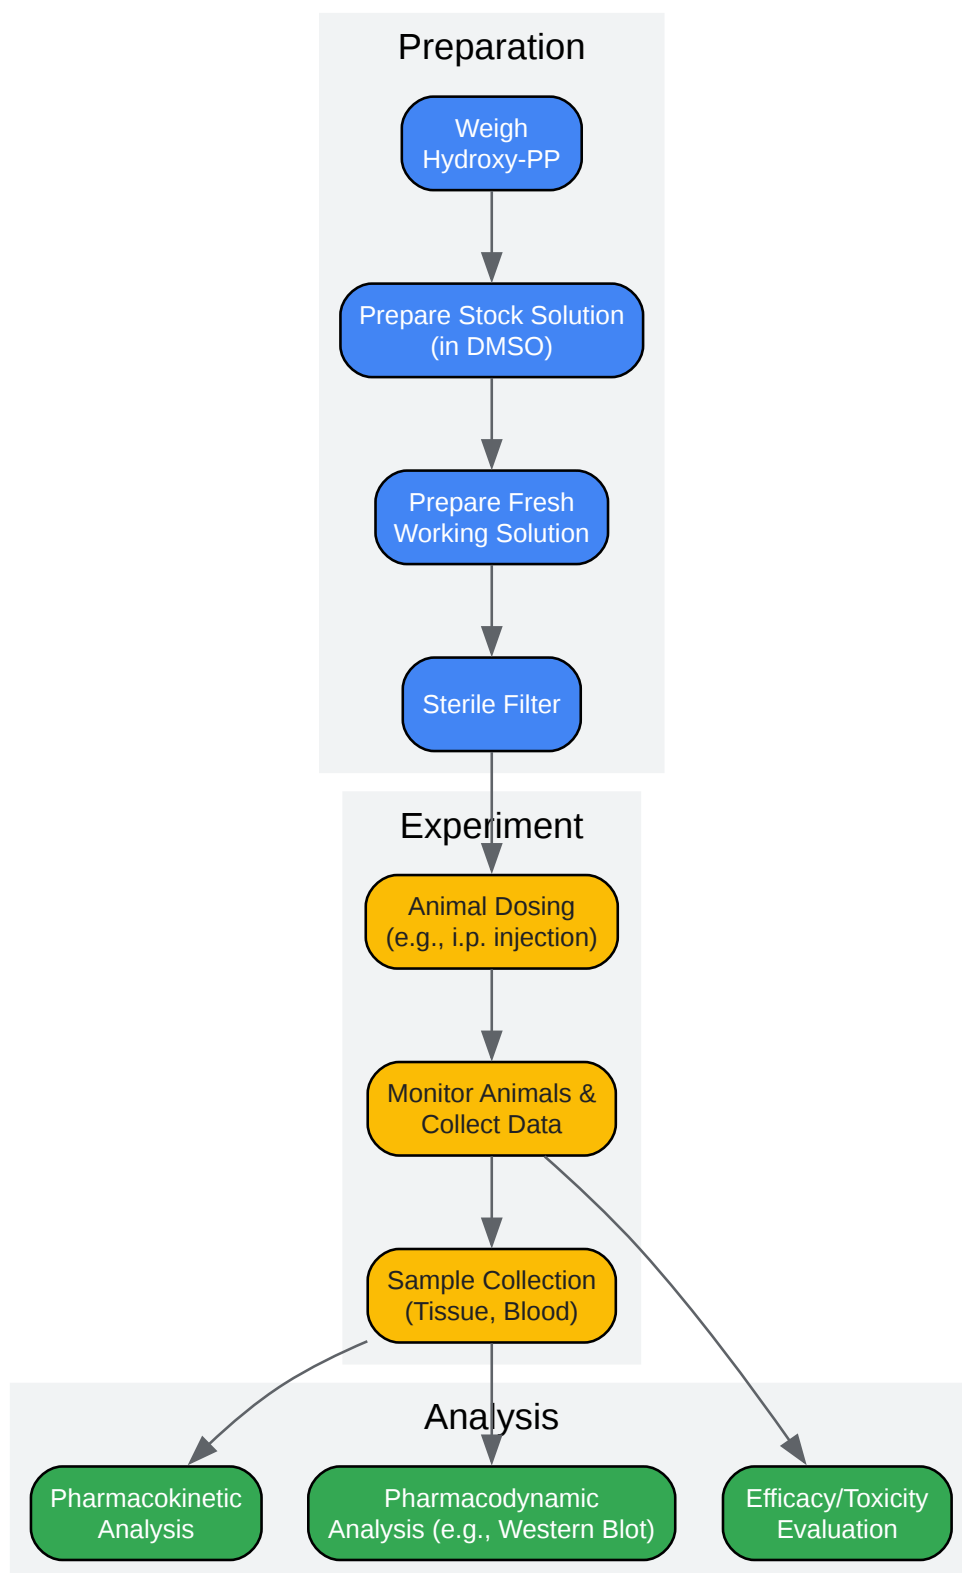 Preparation
Weigh
Hydroxy-PP
Prepare Stock Solution
(in DMSO)
Prepare Fresh
Working Solution
Sterile Filter
Experiment
Animal Dosing
(e.g., i.p. injection)
Monitor Animals &
Collect Data
Sample Collection
(Tissue, Blood)
Analysis
Pharmacokinetic
Analysis
Pharmacodynamic
Analysis (e.g., Western Blot)
Efficacy/Toxicity
Evaluation